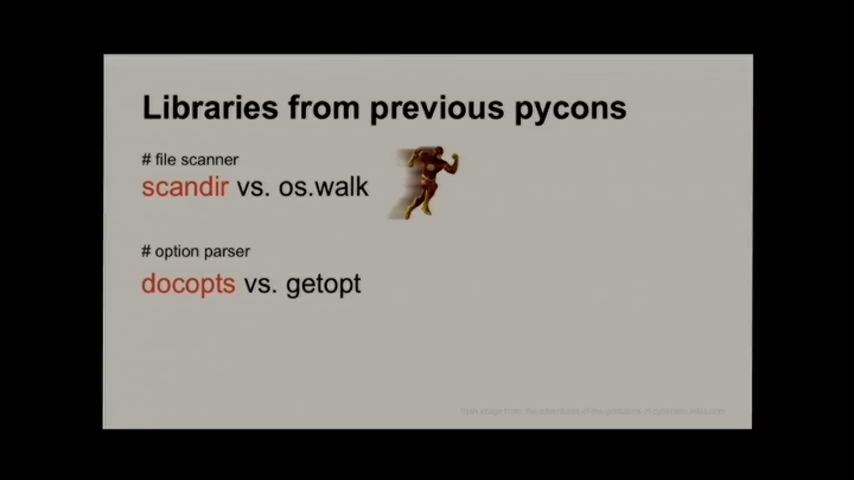 Libraries from previous pycons
# file scanner
scandir vs. os.walk
# option parser
docopts vs. getopt